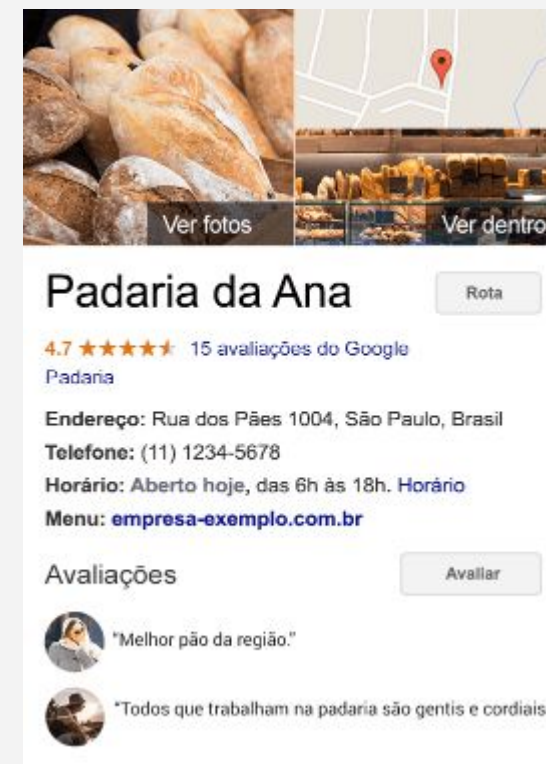 Ver fotos
Ver dentro
Padaria da Ana
Rota
4.7 15 avaliações do Google
Padaria
Endereço: Rua dos Pães 1004, São Paulo, Brasil
Telefone: (11) 1234-5678
Horário: Aberto hoje, das 6h às 18h. Horário
Menu: empresa-exemplo.com.br
Avaliações
Avaliar
"Melhor pão da região."
"Todos que trabalham na padaria são gentis e cordiais